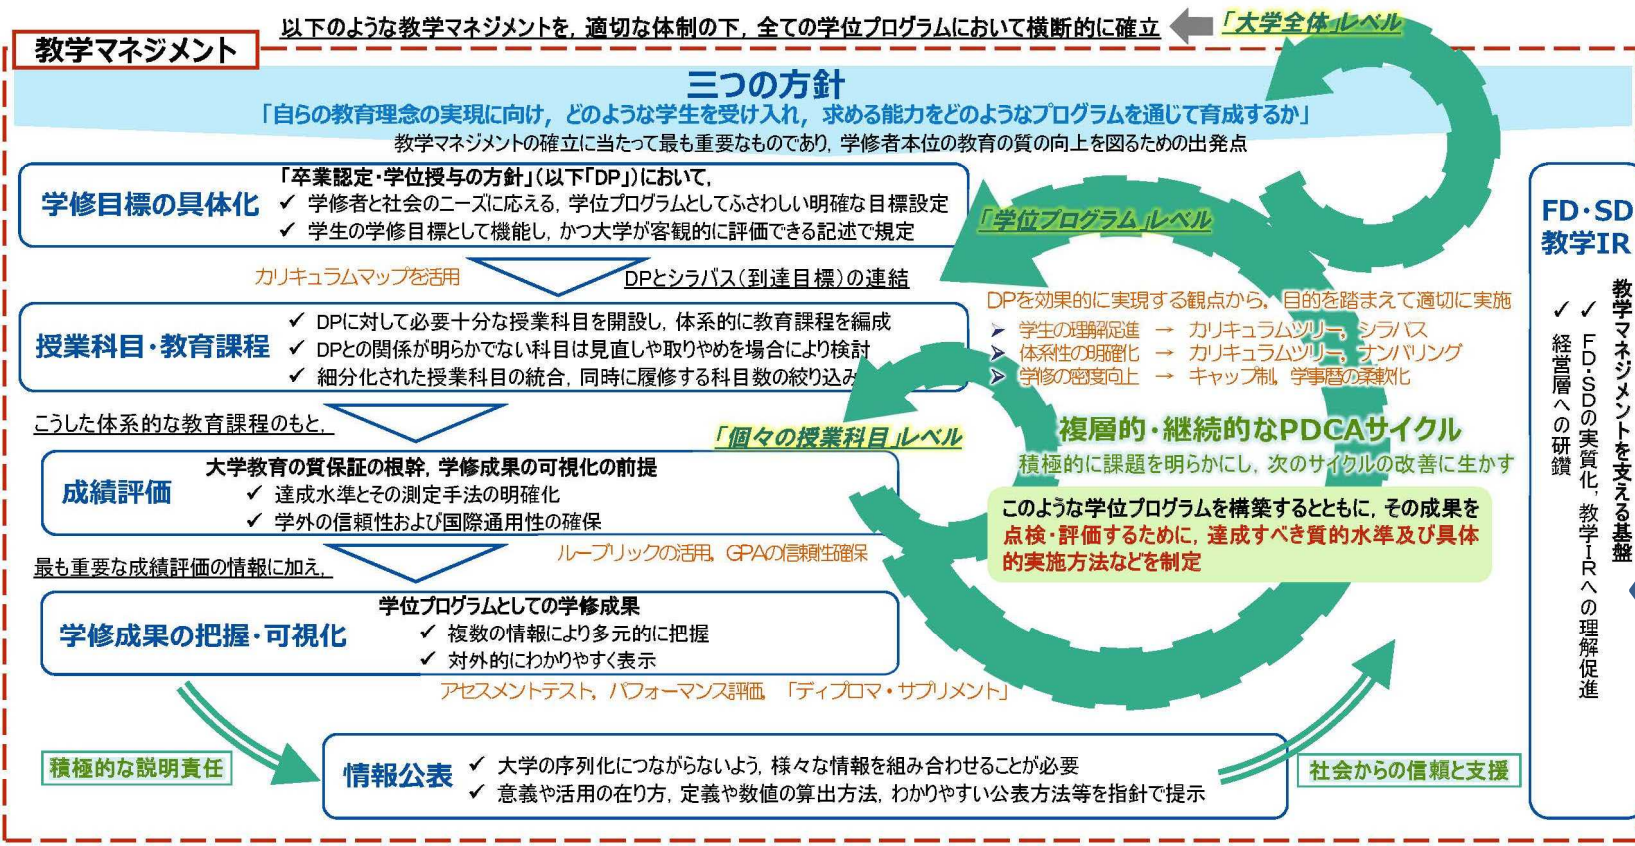 以下のような教学マネジメントを, 適切な体制の下, 全ての学位プログラムにおいて横断的に確立
「大学全体」レベル
教学マネジメント
三つの方針
「自らの教育理念の実現に向け, どのような学生を受け入れ, 求める能力をどのようなプログラムを通じて育成するか」
教学マネジメントの確立に当たって最も重要なものであり, 学修者本位の教育の質の向上を図るための出発点
学修目標の具体化
「卒業認定・学位授与の方針」(以下「DP」)において,
✓ 学修者と社会のニーズに応える, 学位プログラムとしてふさわしい明確な目標設定
✓ 学生の学修目標として機能し, かつ大学が客観的に評価できる記述で規定
「学位プログラム」レベル
カリキュラムマップを活用
DPとシラバス(到達目標)の連結
授業科目・教育課程
✓ DPに対して必要十分な授業科目を開設し, 体系的に教育課程を編成
✓ DPとの関係が明らかでない科目は見直しや取りやめを場合により検討
✓ 細分化された授業科目の統合, 同時に履修する科目数の絞り込み
DPを効果的に実現する観点から, 目的を踏まえて適切に実施
➤ 学生の理解促進 → カリキュラムツリー, シラバス
➤ 体系性の明確化 → カリキュラムツリー, ナンバリング
➤ 学修の密度向上 → キャップ制, 学事暦の柔軟化
こうした体系的な教育課程のもと,
「個々の授業科目」レベル
複層的・継続的なPDCAサイクル
積極的に課題を明らかにし, 次のサイクルの改善に生かす
このような学位プログラムを構築するとともに, その成果を
点検・評価するために, 達成すべき質的水準及び具体
的実施方法などを制定
成績評価
大学教育の質保証の根幹, 学修成果の可視化の前提
✓ 達成水準とその測定手法の明確化
✓ 学外の信頼性および国際通用性の確保
ルーブリックの活用, GPAの信頼性確保
最も重要な成績評価の情報に加え,
学修成果の把握・可視化
学位プログラムとしての学修成果
✓ 複数の情報により多元的に把握
✓ 対外的にわかりやすく表示
アセスメントテスト, パフォーマンス評価, 「ディプロマ・サプリメント」
積極的な説明責任
情報公表
✓ 大学の序列化につながらないよう, 様々な情報を組み合わせることが必要
✓ 意義や活用の在り方, 定義や数値の算出方法, わかりやすい公表方法等を指針で提示
社会からの信頼と支援
FD・SD
教学IR
教学マネジメントを支える基盤
✓ FD・SDの実質化, 教学IRへの理解促進
✓ 経営層への研鑽